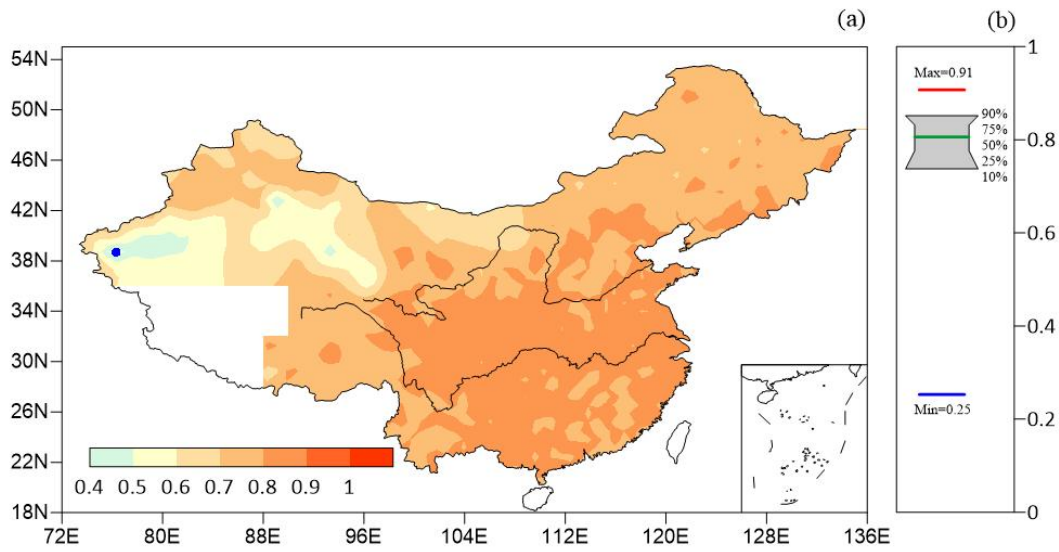 (a)
(b)
54N
50N
46N
42N
38N
34N
30N
26N
22N
18N
72E
80E
88E
96E
104E
112E
120E
128E
136E
0.4
0.5
0.6
0.7
0.8
0.9
1
Max=0.91
90%
75%
50%
25%
10%
Min=0.25
1
0.8
0.6
0.4
0.2
0